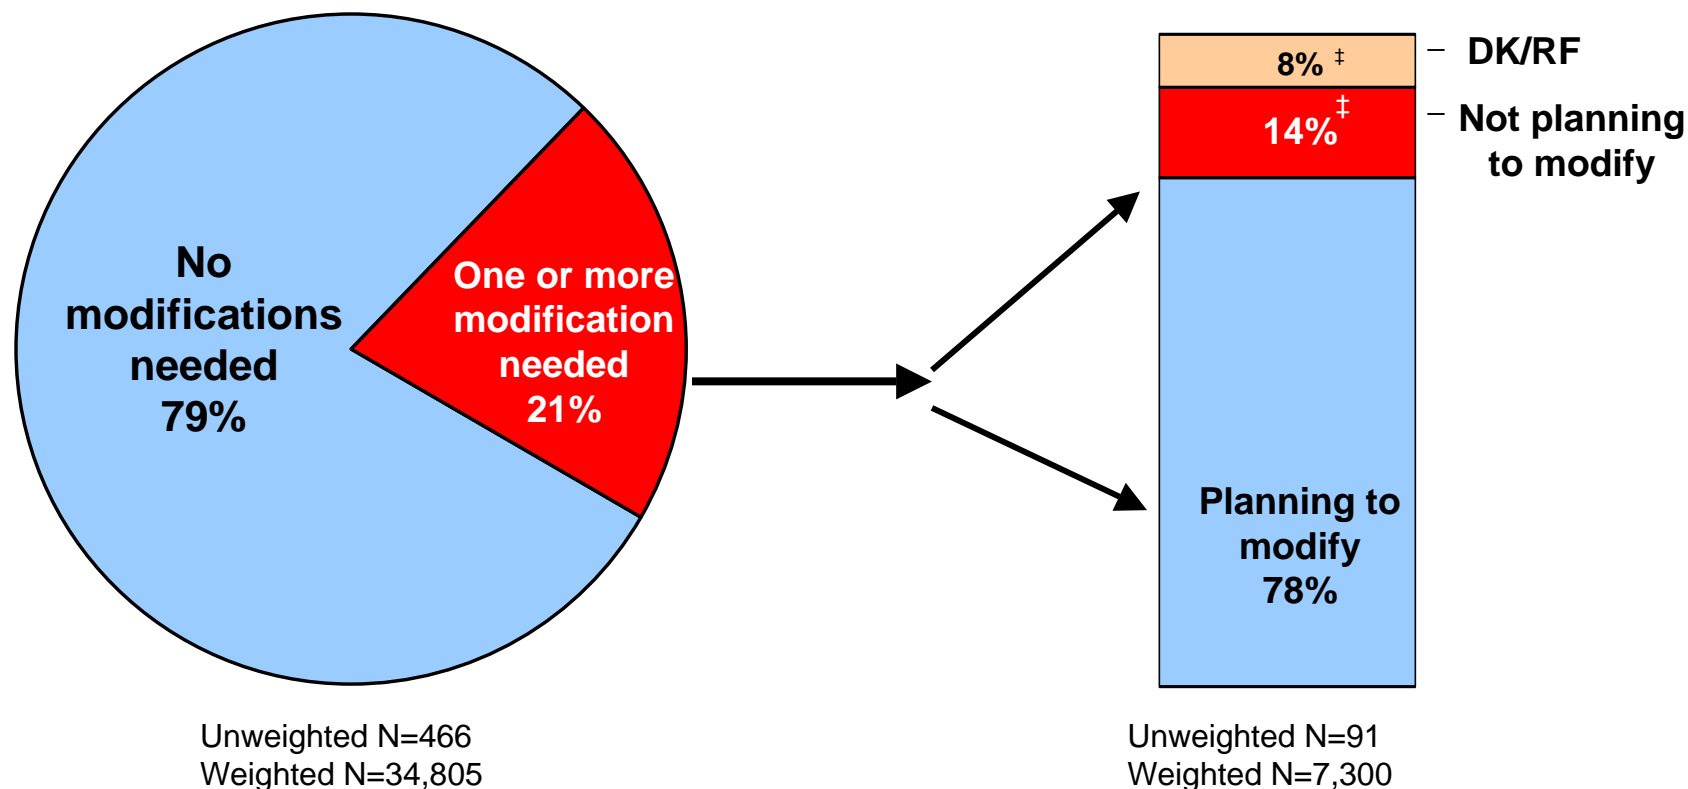 No
modifications
needed
79%
One or more
modification
needed
21%
Unweighted N=466
Weighted N=34,805
8% ‡
DK/RF
14%‡
Not planning
to modify
Planning to
modify
78%
Unweighted N=91
Weighted N=7,300